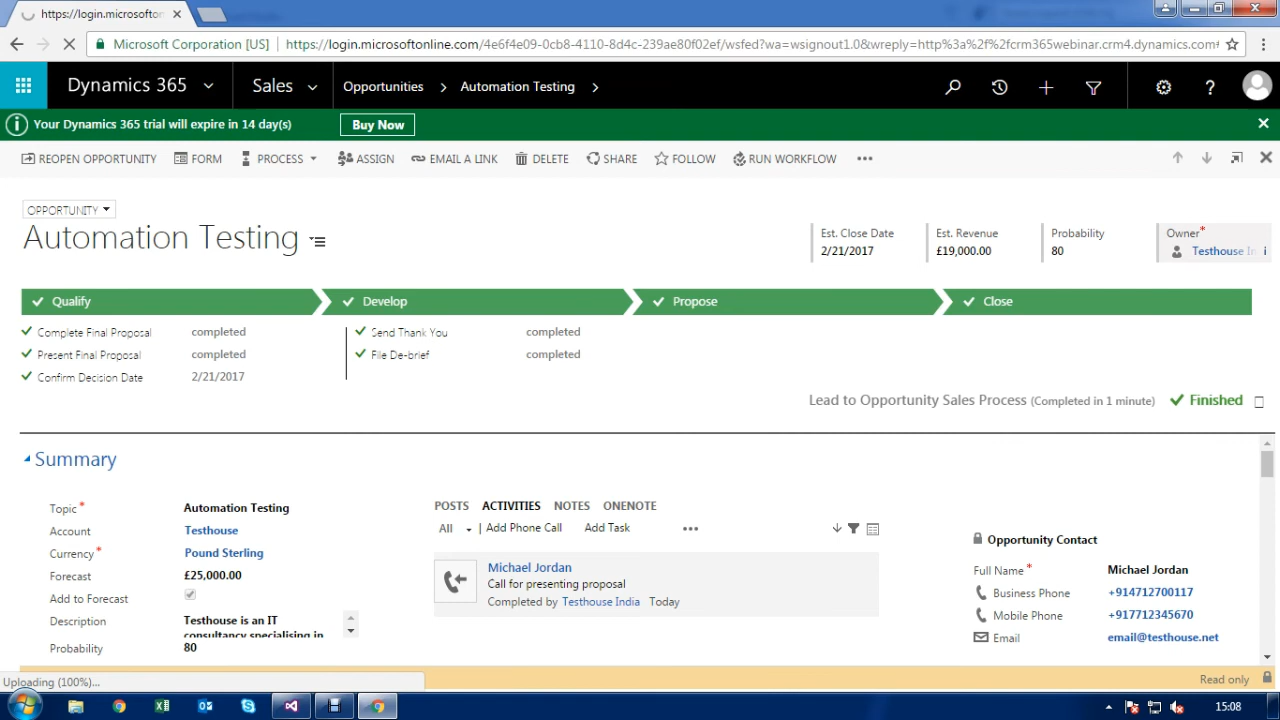 https://login.microsofton
Microsoft Corporation [US]
https://login.microsoftonline.com/4e6f4e09-0cb8-4110-8d4c-239ae80f02ef/wsfed?wa=wsignout1.0&wreply=http%3a%2f%2fcrm365webinar.crm4.dynamics.com
Dynamics 365
Sales
Opportunities
Automation Testing
?
Your Dynamics 365 trial will expire in 14 day(s)
Buy Now
REOPEN OPPORTUNITY
FORM
PROCESS
ASSIGN
EMAIL A LINK
DELETE
SHARE
FOLLOW
RUN WORKFLOW
OPPORTUNITY
Automation Testing
Est. Close Date
2/21/2017
Est. Revenue
£19,000.00
Probability
80
Owner*
Testhouse In
Qualify
Develop
Propose
Close
Complete Final Proposal completed
Present Final Proposal completed
Confirm Decision Date 2/21/2017
Send Thank You completed
File De-brief completed
Lead to Opportunity Sales Process (Completed in 1 minute) Finished
Summary
Topic* Automation Testing
Account Testhouse
Currency* Pound Sterling
Forecast £25,000.00
Add to Forecast
Description Testhouse is an IT
consultancy specialising in
Probability 80
POSTS ACTIVITIES NOTES ONENOTE
All | Add Phone Call Add Task
Michael Jordan
Call for presenting proposal
Completed by Testhouse India Today
Opportunity Contact
Full Name* Michael Jordan
Business Phone +914712700117
Mobile Phone +917712345670
Email email@testhouse.net
Uploading (100%)...
Read only
15:08